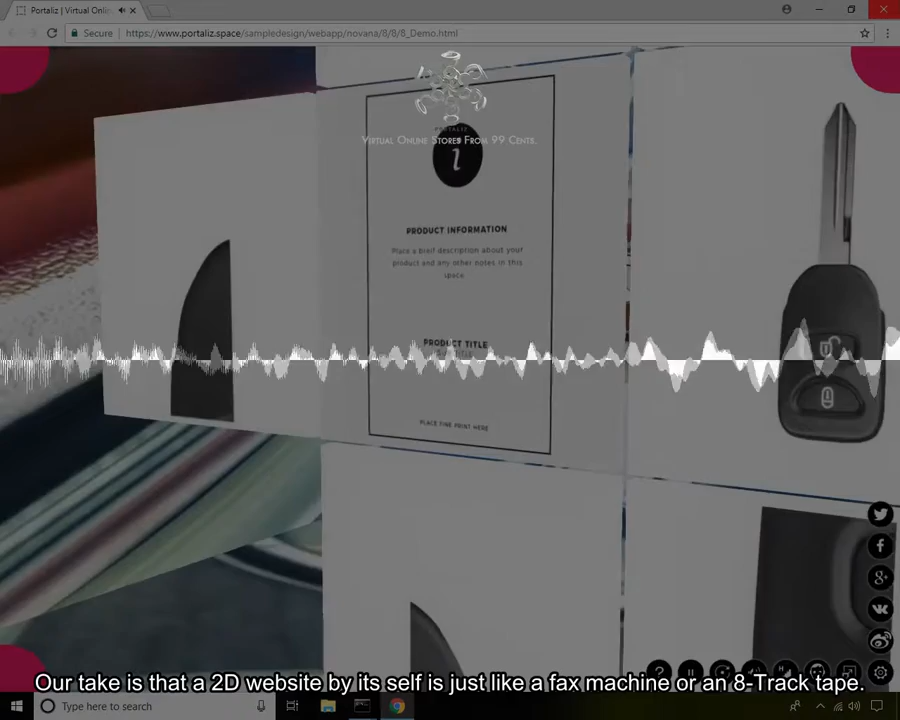 Portaliz | Virtual Onlin
Secure
https://www.portaliz.space/sampledesign/webapp/novana/8/8/8_Demo.html
PORTALIZ
Virtual Online Stores From 99 Cents.
PRODUCT INFORMATION
Place a breif description about your
product and any other notes in this
space.
PRODUCT TITLE
PLACE FINE PRINT HERE
Our take is that a 2D website by its self is just like a fax machine or an 8-Track tape.
Type here to search